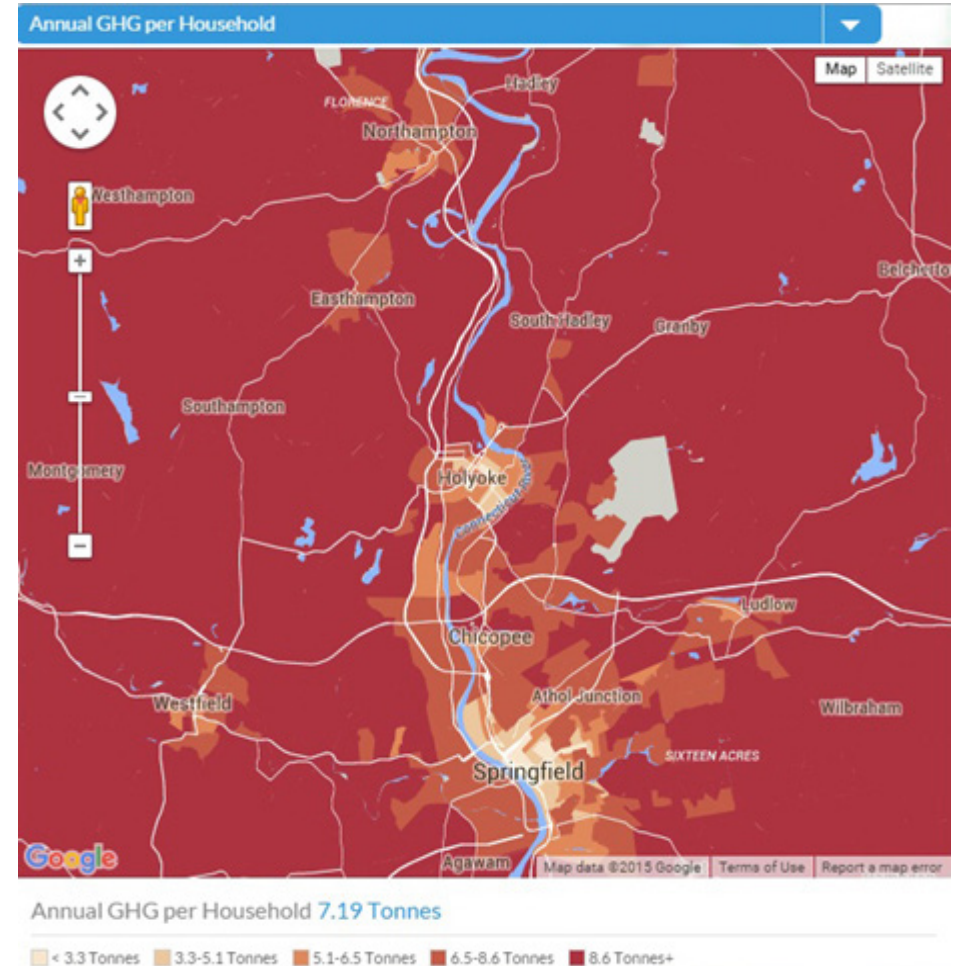 Annual GHG per Household
Map Satellite
Hadley
FLORENCE
Northampton
Westhampton
+
Belcherto
Easthampton
South Hadley
Granby
Southampton
Montgomery
Holyoke
Connecticut River
Ludlow
Chicopee
Athol Junction
Westfield
Wilbraham
SIXTEEN ACRES
Springfield
Google
Agawam
Map data ©2015 Google Terms of Use Report a map error
Annual GHG per Household 7.19 Tonnes
< 3.3 Tonnes 3.3-5.1 Tonnes 5.1-6.5 Tonnes 6.5-8.6 Tonnes 8.6 Tonnes+